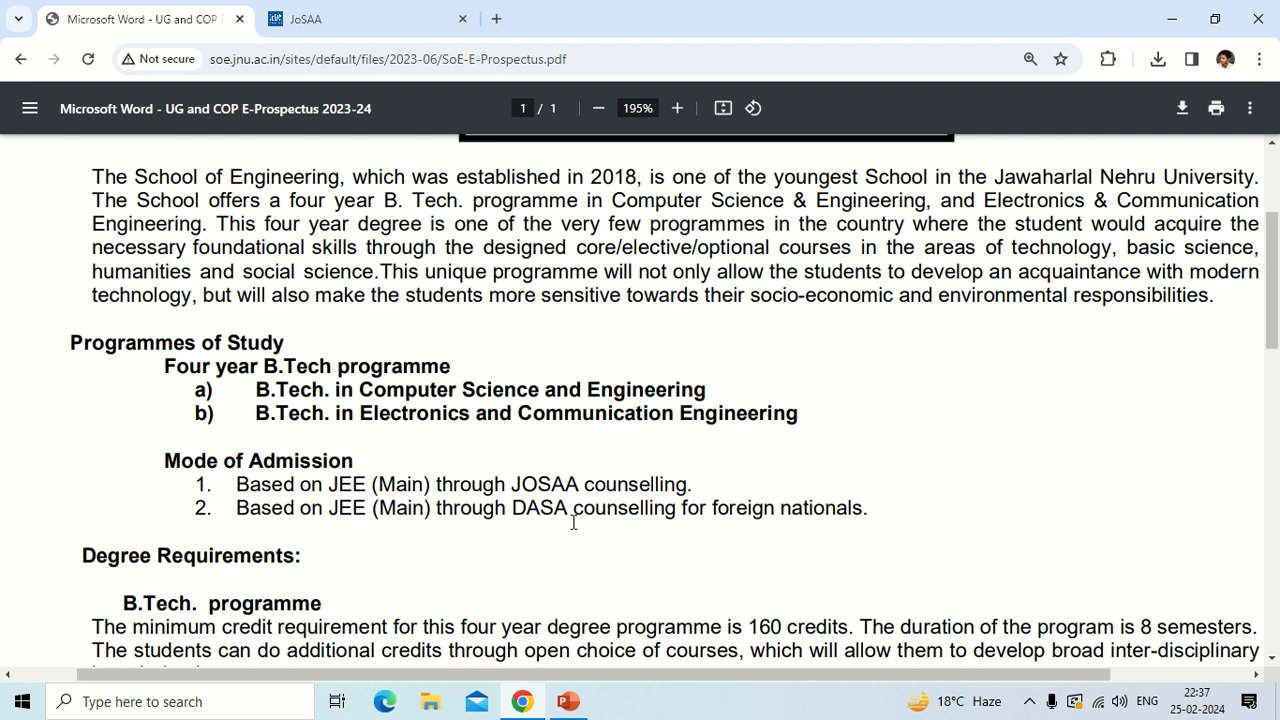 Microsoft Word - UG and COP E
JoSAA
Not secure
soe.jnu.ac.in/sites/default/files/2023-06/SoE-E-Prospectus.pdf
Microsoft Word - UG and COP E-Prospectus 2023-24
1 / 1
195%
The School of Engineering, which was established in 2018, is one of the youngest School in the Jawaharlal Nehru University.
The School offers a four year B. Tech. programme in Computer Science & Engineering, and Electronics & Communication
Engineering. This four year degree is one of the very few programmes in the country where the student would acquire the
necessary foundational skills through the designed core/elective/optional courses in the areas of technology, basic science,
humanities and social science.This unique programme will not only allow the students to develop an acquaintance with modern
technology, but will also make the students more sensitive towards their socio-economic and environmental responsibilities.
Programmes of Study
Four year B.Tech programme
a) B.Tech. in Computer Science and Engineering
b) B.Tech. in Electronics and Communication Engineering
Mode of Admission
1. Based on JEE (Main) through JOSAA counselling.
2. Based on JEE (Main) through DASA counselling for foreign nationals.
Degree Requirements:
B.Tech. programme
The minimum credit requirement for this four year degree programme is 160 credits. The duration of the program is 8 semesters.
The students can do additional credits through open choice of courses, which will allow them to develop broad inter-disciplinary
Type here to search
18°C Haze
ENG
22:37
25-02-2024